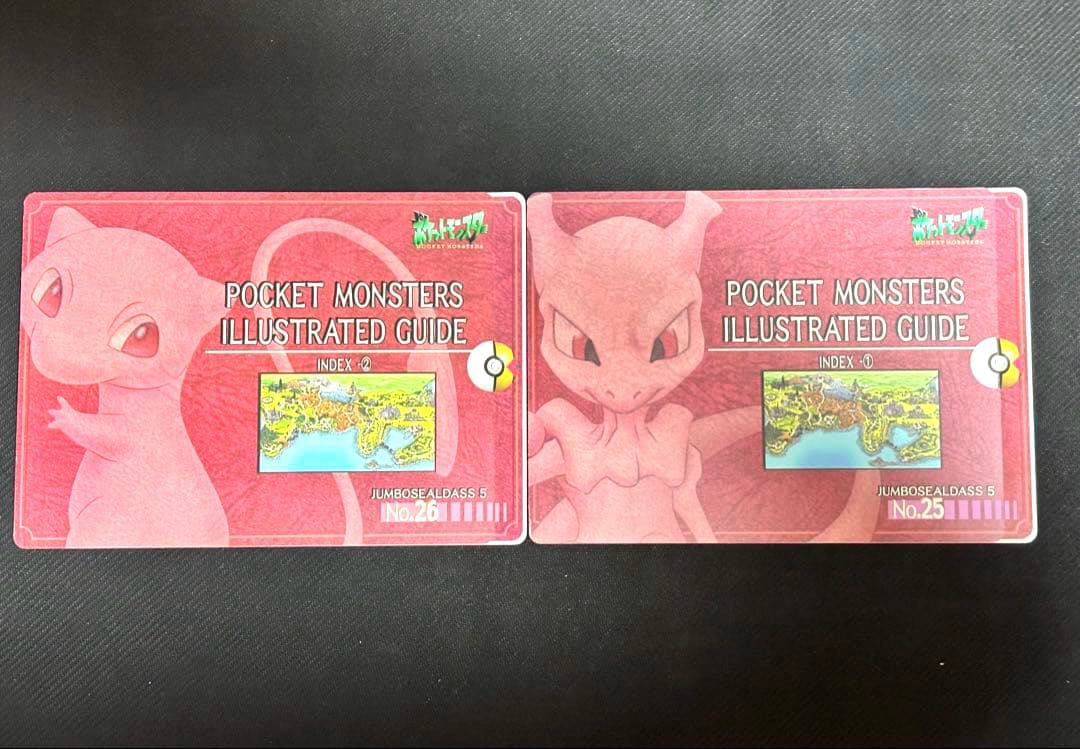 ポケットモンスター
POCKET MONSTERS
POCKET MONSTERS
ILLUSTRATED GUIDE
INDEX -②
JUMBOSEALDASS 5
No.26
ポケットモンスター
POCKET MONSTERS
POCKET MONSTERS
ILLUSTRATED GUIDE
INDEX -①
JUMBOSEALDASS 5
No.25